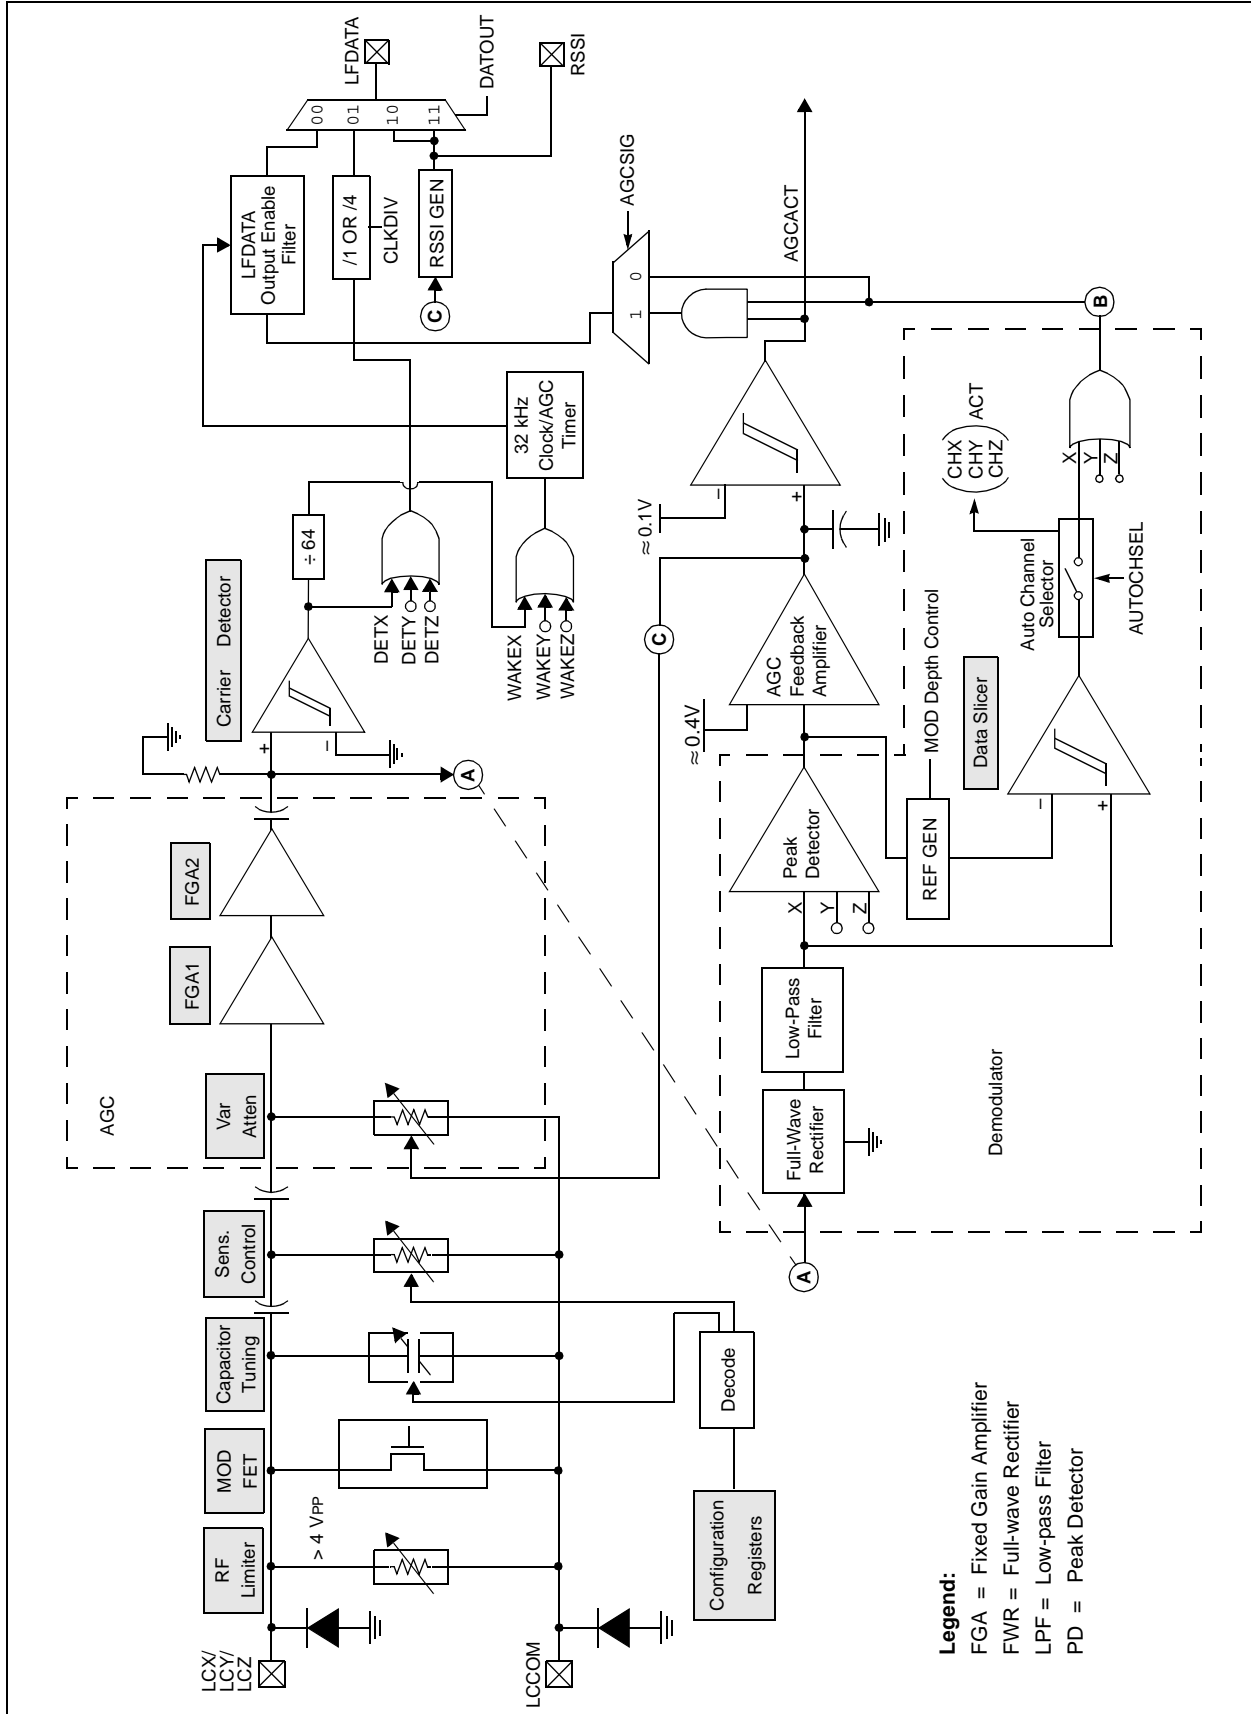 LCX/
LCY/
LCZ
RF
Limiter
> 4 VPP
MOD
FET
Capacitor
Tuning
Sens.
Control
AGC
Var
Atten
FGA1
FGA2
A
Carrier Detector
+
–
÷ 64
DETX
DETY
DETZ
WAKEX
WAKEY
WAKEZ
32 kHz
Clock/AGC
Timer
LFDATA
Output Enable
Filter
/1 OR /4
CLKDIV
C
RSSI GEN
00
01
10
11
LFDATA
DATOUT
RSSI
LCCOM
Configuration
Registers
Decode
A
Full-Wave
Rectifier
Low-Pass
Filter
Demodulator
X
Y
Z
Peak
Detector
≈ 0.4V
AGC
Feedback
Amplifier
C
≈ 0.1V
–
+
1
0
AGCSIG
AGCACT
REF GEN
MOD Depth Control
Data Slicer
–
+
Auto Channel
Selector
AUTOCHSEL
CHX
CHY
CHZ
ACT
X
Y
Z
B
Legend:
FGA = Fixed Gain Amplifier
FWR = Full-wave Rectifier
LPF = Low-pass Filter
PD = Peak Detector